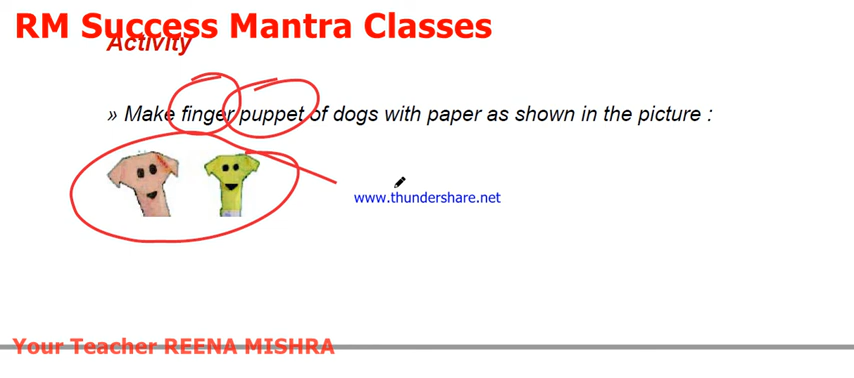 RM Success Mantra Classes
Activity
» Make finger puppet of dogs with paper as shown in the picture :
www.thundershare.net
Your Teacher REENA MISHRA